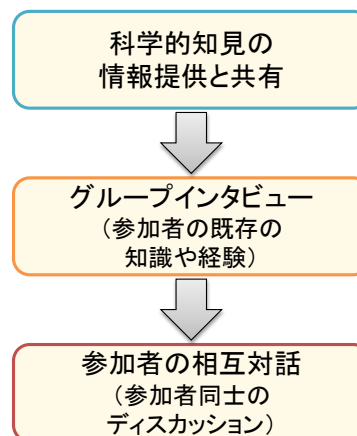 科学的知見の
情報提供と共有
グループインタビュー
（参加者の既存の
知識や経験）
参加者の相互対話
（参加者同士の
ディスカッション）